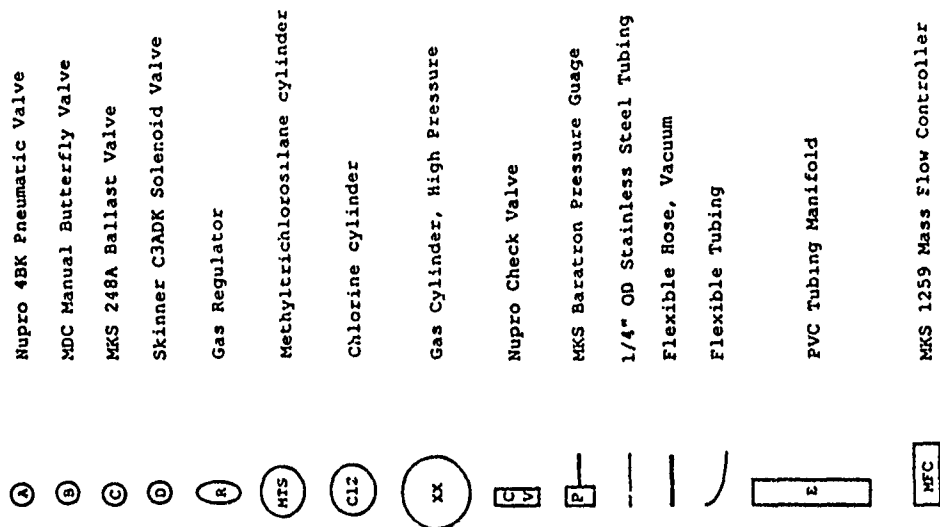 A Nupro 4BK Pneumatic Valve
B MDC Manual Butterfly Valve
C MKS 248A Ballast Valve
D Skinner C3ADK Solenoid Valve
R Gas Regulator
MTS Methyltrichlorosilane cylinder
Cl2 Chlorine cylinder
XX Gas Cylinder, High Pressure
C V Nupro Check Valve
P MKS Baratron Pressure Guage
1/4" OD Stainless Steel Tubing
Flexible Hose, Vacuum
Flexible Tubing
E PVC Tubing Manifold
MFC MKS 1259 Mass Flow Controller